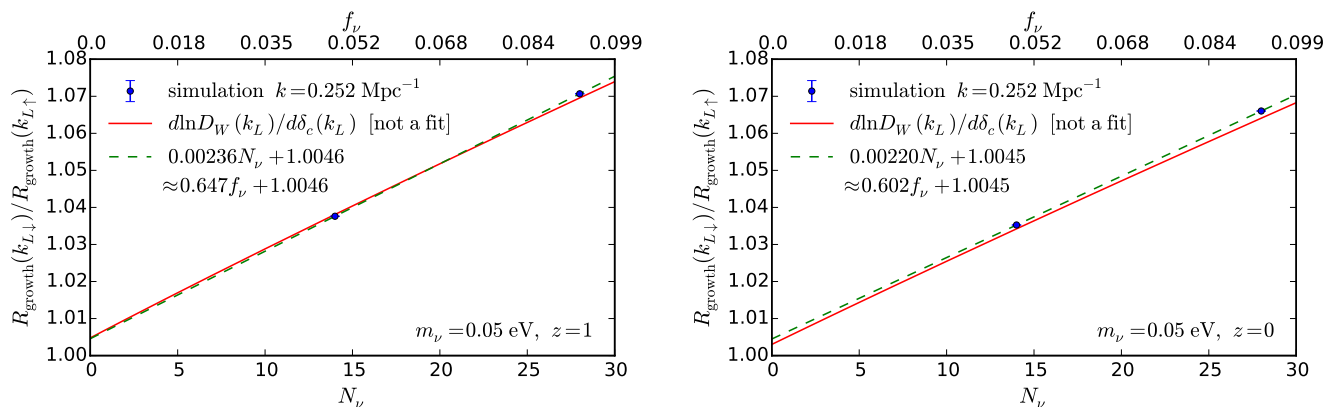 f_ν
0.0 0.018 0.035 0.052 0.068 0.084 0.099
1.08
1.07
1.06
1.05
1.04
1.03
1.02
1.01
1.00
R_growth(k_L↓)/R_growth(k_L↑)
simulation k=0.252 Mpc⁻¹
dlnD_W(k_L)/dδ_c(k_L) [not a fit]
0.00236N_ν+1.0046
≈0.647f_ν+1.0046
m_ν=0.05 eV, z=1
0 5 10 15 20 25 30
N_ν
f_ν
0.0 0.018 0.035 0.052 0.068 0.084 0.099
1.08
1.07
1.06
1.05
1.04
1.03
1.02
1.01
1.00
R_growth(k_L↓)/R_growth(k_L↑)
simulation k=0.252 Mpc⁻¹
dlnD_W(k_L)/dδ_c(k_L) [not a fit]
0.00220N_ν+1.0045
≈0.602f_ν+1.0045
m_ν=0.05 eV, z=0
0 5 10 15 20 25 30
N_ν